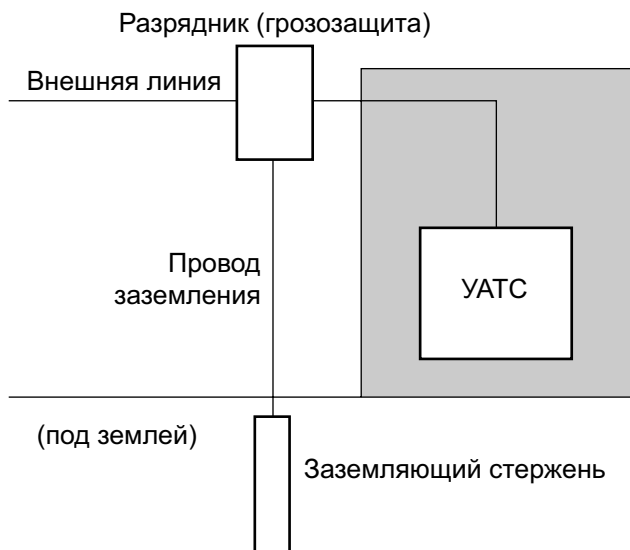 Разрядник (грозозащита)
Внешняя линия
Провод
заземления
УАТС
(под землей)
Заземляющий стержень